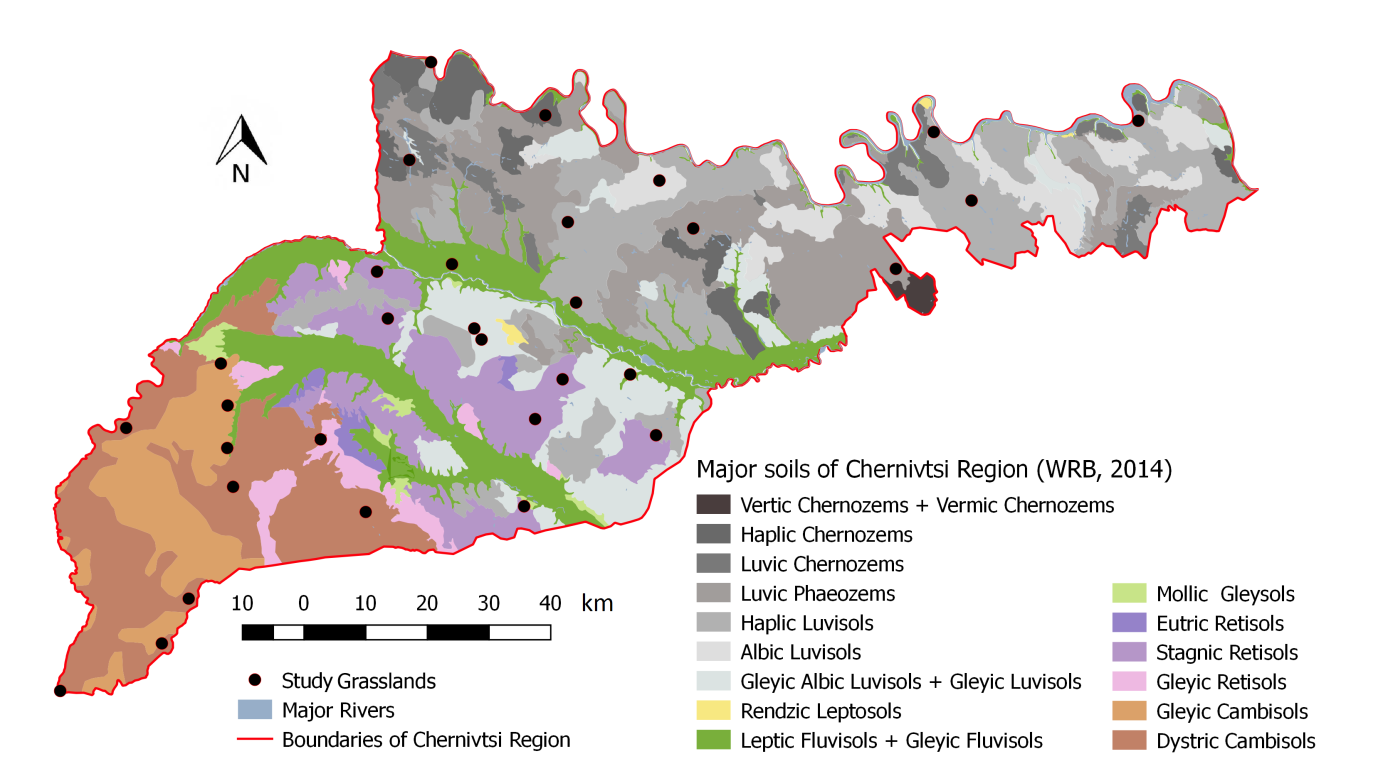 N
Major soils of Chernivtsi Region (WRB, 2014)
Vertic Chernozems + Vermic Chernozems
Haplic Chernozems
Luvic Chernozems
Luvic Phaeozems
Haplic Luvisols
Albic Luvisols
Gleyic Albic Luvisols + Gleyic Luvisols
Rendzic Leptosols
Leptic Fluvisols + Gleyic Fluvisols
Mollic Gleysols
Eutric Retisols
Stagnic Retisols
Gleyic Retisols
Gleyic Cambisols
Dystric Cambisols
10 0 10 20 30 40 km
Study Grasslands
Major Rivers
Boundaries of Chernivtsi Region